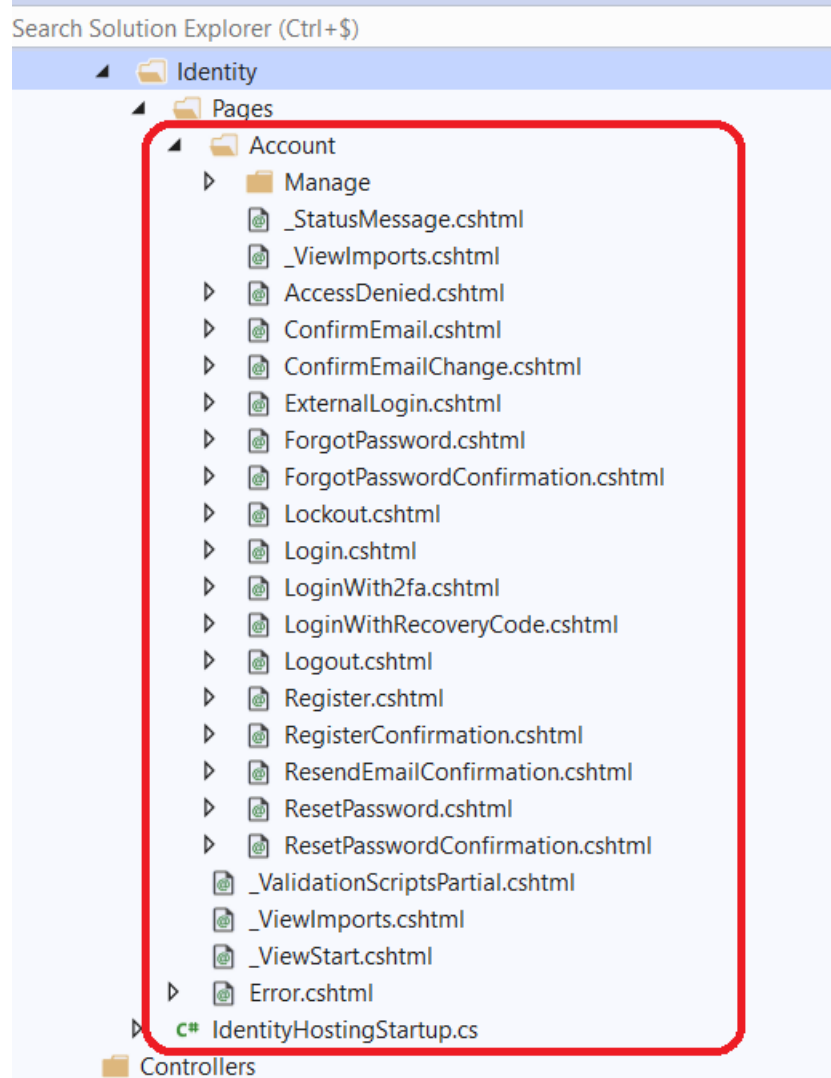 Search Solution Explorer (Ctrl+$)
Identity
Pages
Account
Manage
_StatusMessage.cshtml
_ViewImports.cshtml
AccessDenied.cshtml
ConfirmEmail.cshtml
ConfirmEmailChange.cshtml
ExternalLogin.cshtml
ForgotPassword.cshtml
ForgotPasswordConfirmation.cshtml
Lockout.cshtml
Login.cshtml
LoginWith2fa.cshtml
LoginWithRecoveryCode.cshtml
Logout.cshtml
Register.cshtml
RegisterConfirmation.cshtml
ResendEmailConfirmation.cshtml
ResetPassword.cshtml
ResetPasswordConfirmation.cshtml
_ValidationScriptsPartial.cshtml
_ViewImports.cshtml
_ViewStart.cshtml
Error.cshtml
C# IdentityHostingStartup.cs
Controllers